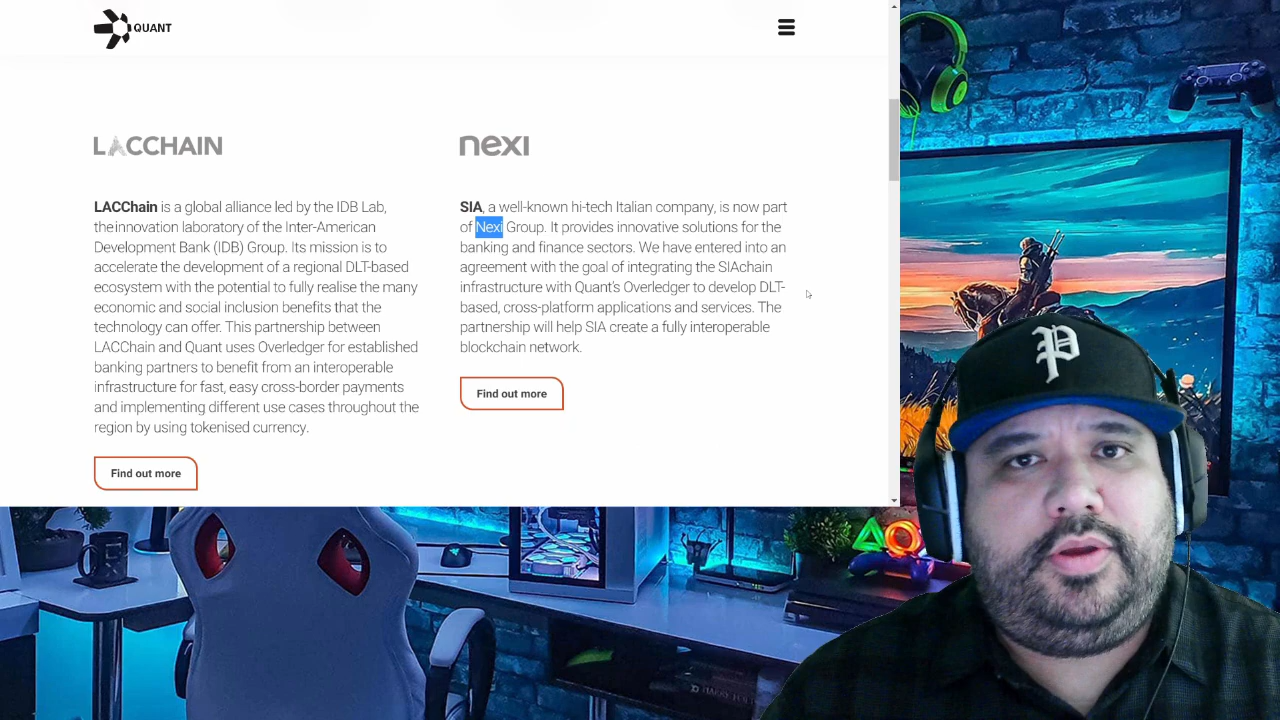 QUANT
LACCHAIN
LACChain is a global alliance led by the IDB Lab,
theinnovation laboratory of the Inter-American
Development Bank (IDB) Group. Its mission is to
accelerate the development of a regional DLT-based
ecosystem with the potential to fully realise the many
economic and social inclusion benefits that the
technology can offer. This partnership between
LACChain and Quant uses Overledger for established
banking partners to benefit from an interoperable
infrastructure for fast, easy cross-border payments
and implementing different use cases throughout the
region by using tokenised currency.
Find out more
nexi
SIA, a well-known hi-tech Italian company, is now part
of Nexi Group. It provides innovative solutions for the
banking and finance sectors. We have entered into an
agreement with the goal of integrating the SIAchain
infrastructure with Quant's Overledger to develop DLT-
based, cross-platform applications and services. The
partnership will help SIA create a fully interoperable
blockchain network.
Find out more
P